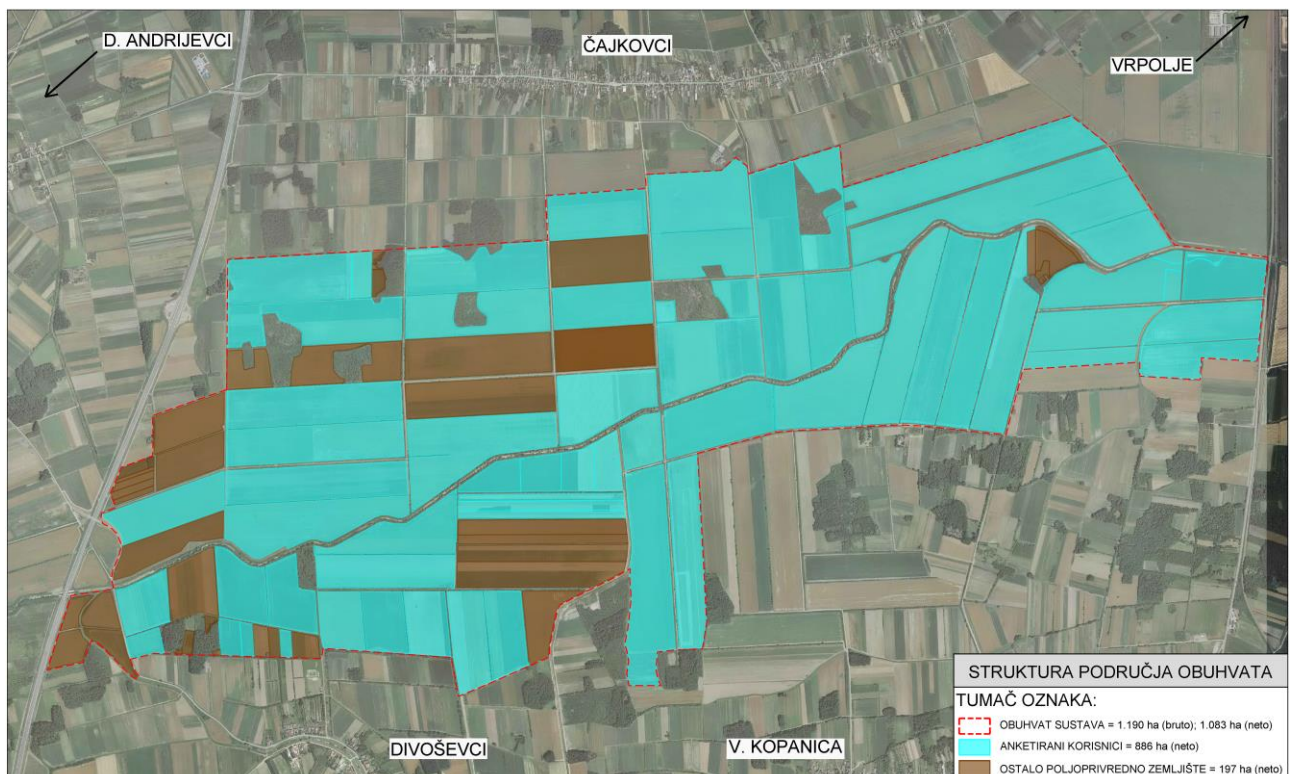 D. ANDRIJEVCI
ČAJKOVCI
VRPOLJE
DIVOŠEVCI
V. KOPANICA
STRUKTURA PODRUČJA OBUHVATA
TUMAČ OZNAKA:
OBUHVAT SUSTAVA = 1.190 ha (bruto); 1.083 ha (neto)
ANKETIRANI KORISNICI = 886 ha (neto)
OSTALO POLJOPRIVREDNO ZEMLJIŠTE = 197 ha (neto)